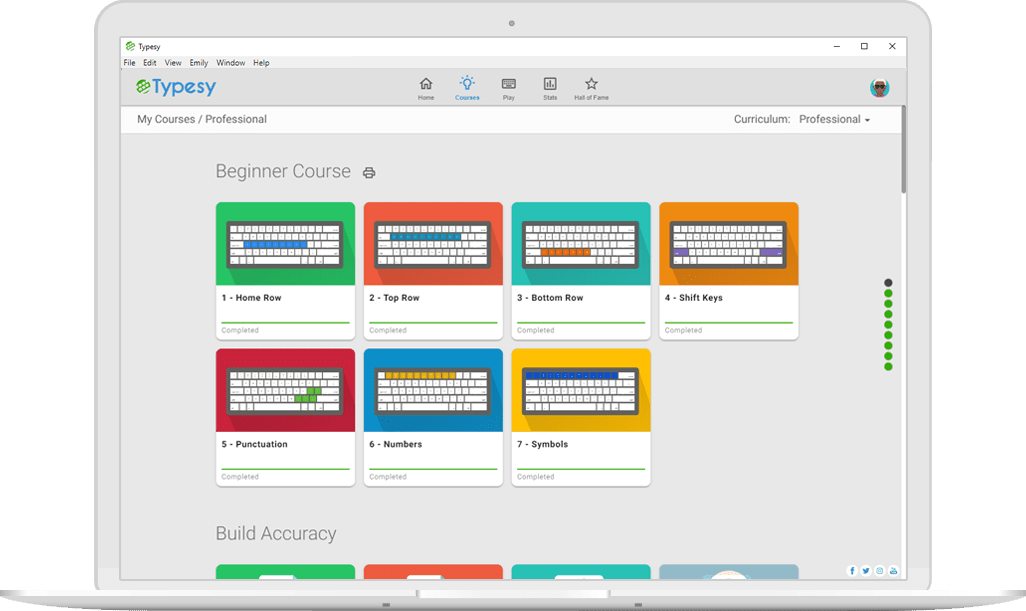 Typesy
File Edit View Emily Window Help
Typesy
Home Courses Play Stats Hall of Fame
My Courses / Professional
Curriculum: Professional
Beginner Course
1 - Home Row
Completed
2 - Top Row
Completed
3 - Bottom Row
Completed
4 - Shift Keys
Completed
5 - Punctuation
Completed
6 - Numbers
Completed
7 - Symbols
Completed
Build Accuracy